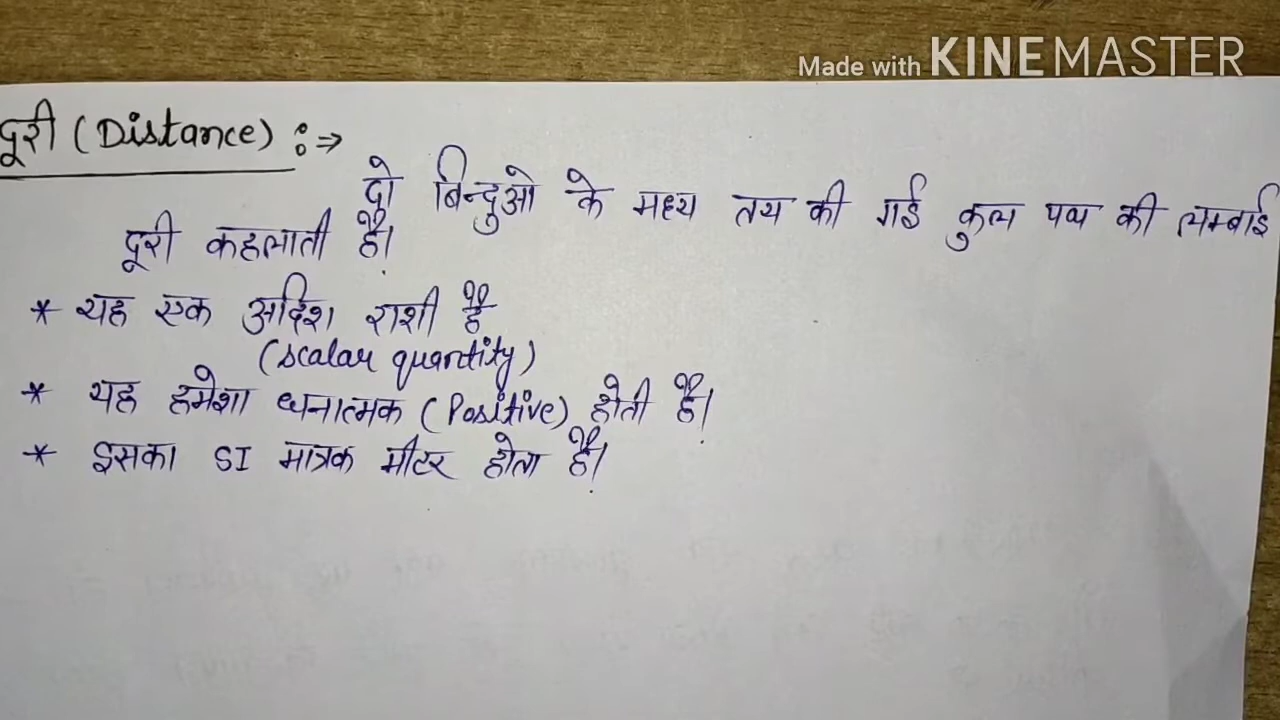 Made with KINEMASTER
दूरी (Distance) :⇒
दो बिन्दुओ के मध्य तय की गई कुल पथ की लम्बाई
दूरी कहलाती है।
* यह एक अदिश राशी है
(scalar quantity)
* यह हमेशा धनात्मक (Positive) होती है।
* इसका SI मात्रक मीटर होता है।